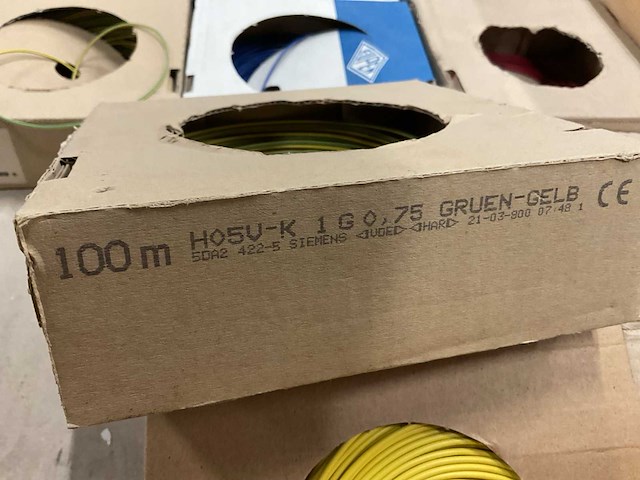 100 m H05V-K 1 G 0,75 GRUEN-GELB CE
5DA2 422-5 SIEMENS ◁VDE▷ ◁HAR▷ 21-03-800 07:48 1